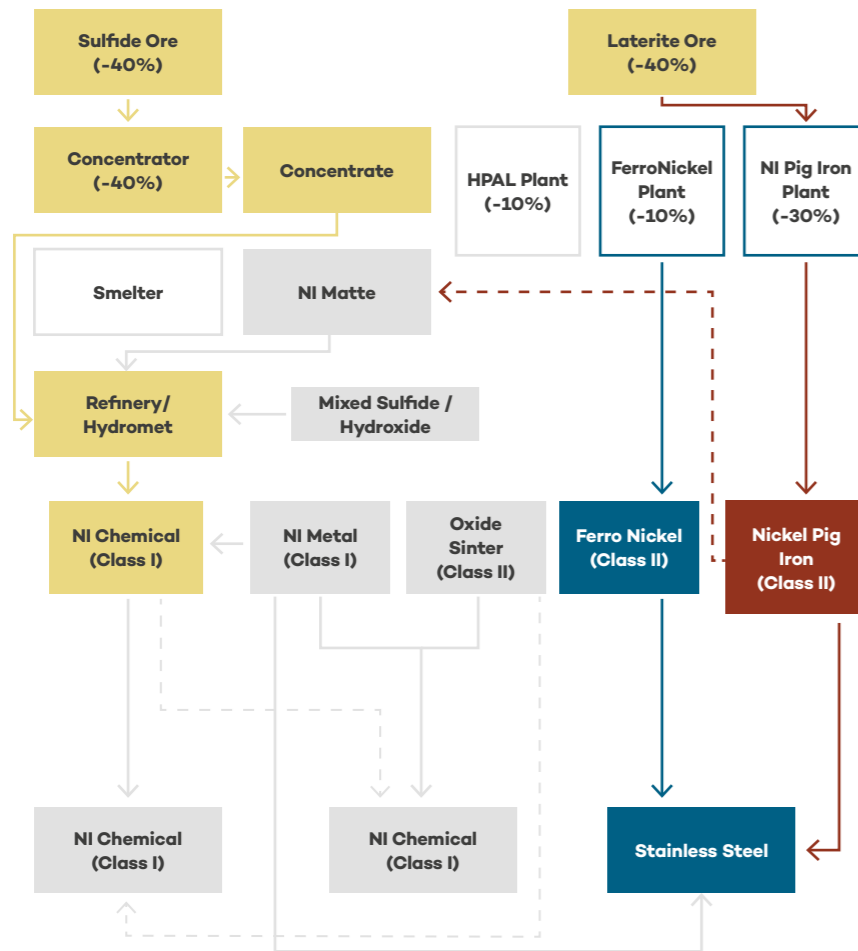 Sulfide Ore
(-40%)
Laterite Ore
(-40%)
Concentrator
(-40%)
Concentrate
HPAL Plant
(-10%)
FerroNickel
Plant
(-10%)
NI Pig Iron
Plant
(-30%)
Smelter
NI Matte
Refinery/
Hydromet
Mixed Sulfide /
Hydroxide
NI Chemical
(Class I)
NI Metal
(Class I)
Oxide
Sinter
(Class II)
Ferro Nickel
(Class II)
Nickel Pig
Iron
(Class II)
NI Chemical
(Class I)
NI Chemical
(Class I)
Stainless Steel